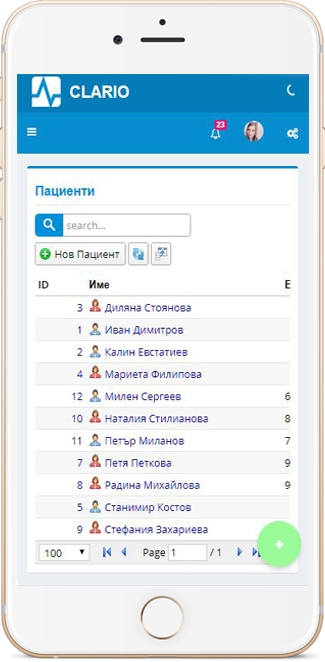 CLARIO
23
Пациенти
search...
Нов Пациент
ID Име Е
3 Диляна Стоянова
1 Иван Димитров
2 Калин Евстатиев
4 Мариета Филипова
12 Милен Сергеев 6
10 Наталия Стилианова 8
11 Петър Миланов 7
7 Петя Петкова 9
8 Радина Михайлова 9
5 Станимир Костов
9 Стефания Захариева
100 Page 1 / 1